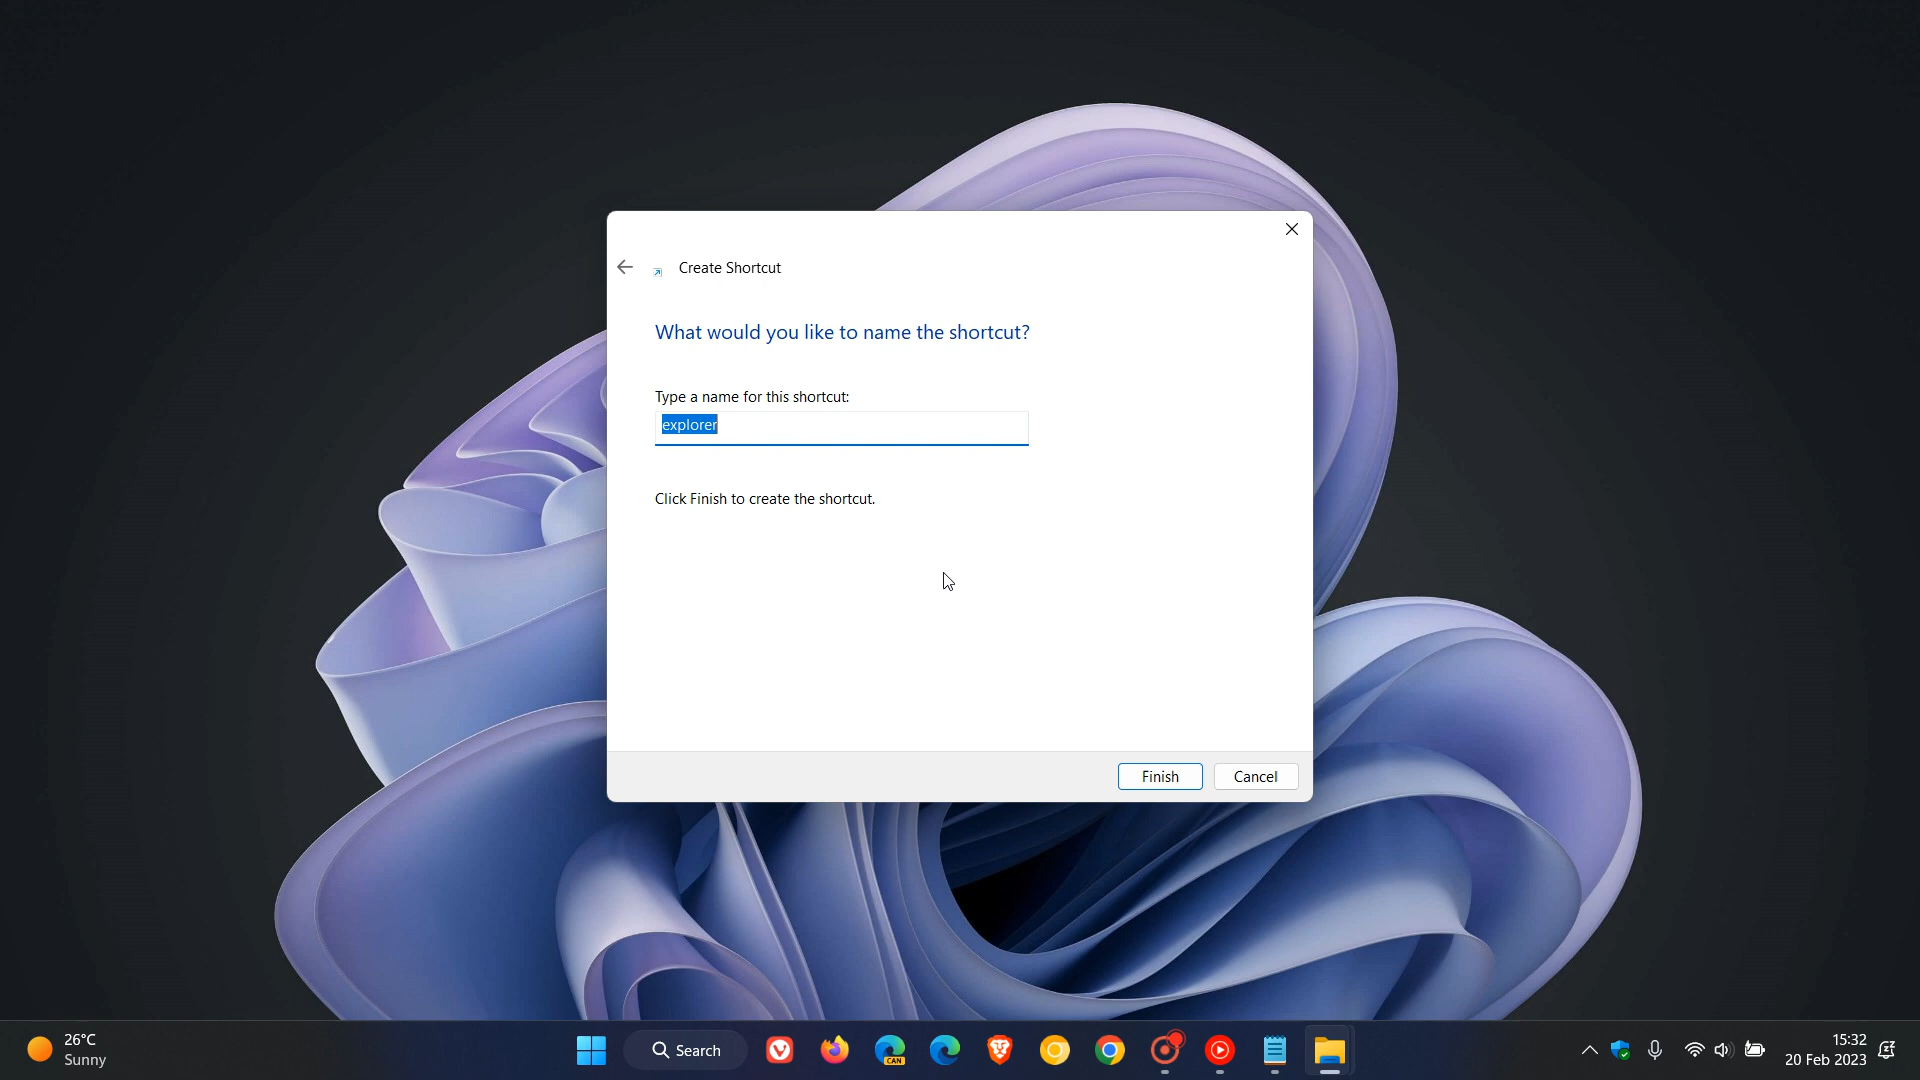 Create Shortcut
What would you like to name the shortcut?
Type a name for this shortcut:
explorer
Click Finish to create the shortcut.
Finish
Cancel
26°C
Sunny
Search
CAN
15:32
20 Feb 2023